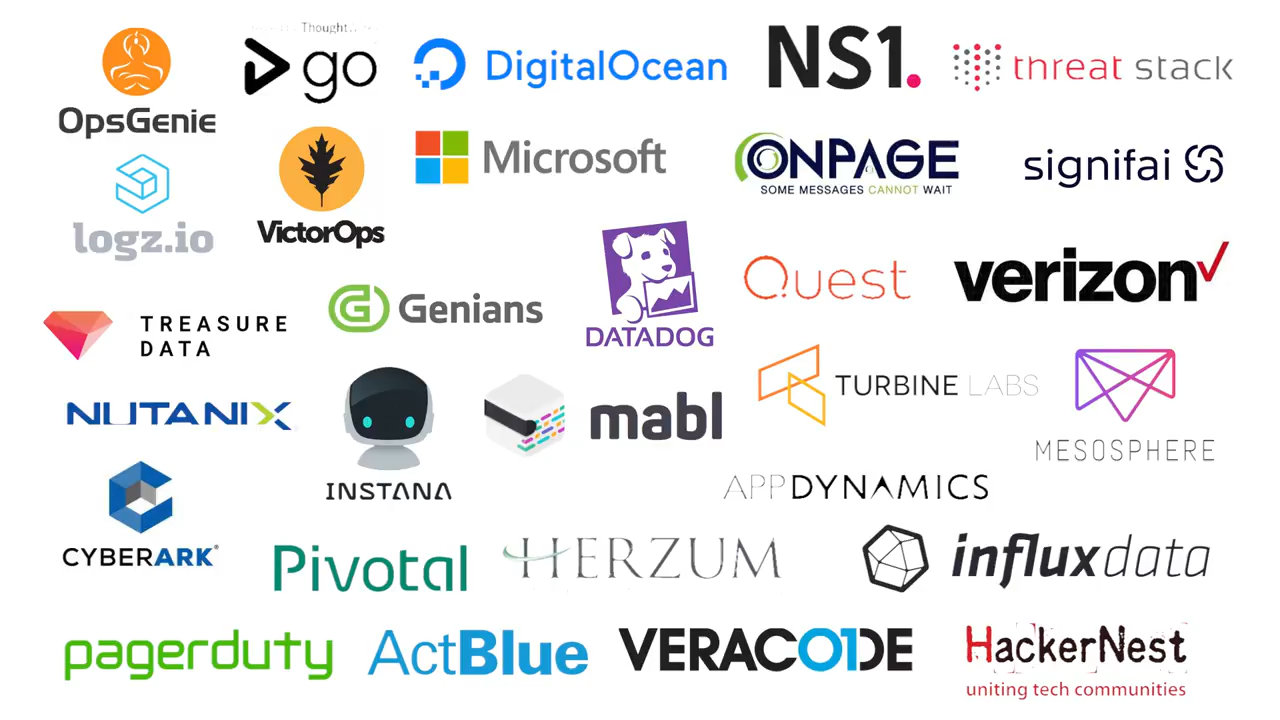 OpsGenie
Thought
go
DigitalOcean
NS1.
threat stack
logz.io
VictorOps
Microsoft
ONPAGE
SOME MESSAGES CANNOT WAIT
signifai
TREASURE
DATA
Genians
DATADOG
Quest
verizon
NUTANIX
INSTANA
mabl
TURBINE LABS
MESOSPHERE
CYBERARK®
APPDYNAMICS
Pivotal
HERZUM
influxdata
pagerduty
ActBlue
VERACODE
HackerNest
uniting tech communities